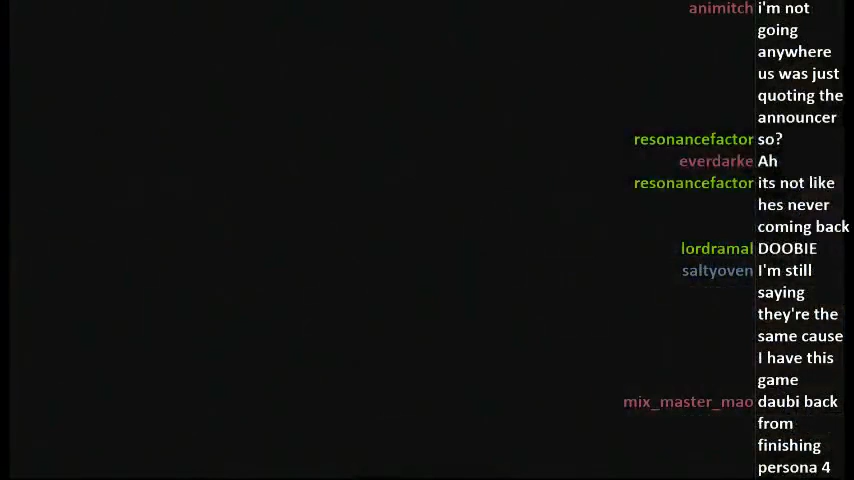 animitch i'm not
going
anywhere
us was just
quoting the
announcer
resonancefactor so?
everdarke Ah
resonancefactor its not like
hes never
coming back
lordramal DOOBIE
saltyoven I'm still
saying
they're the
same cause
I have this
game
mix_master_mao daubi back
from
finishing
persona 4